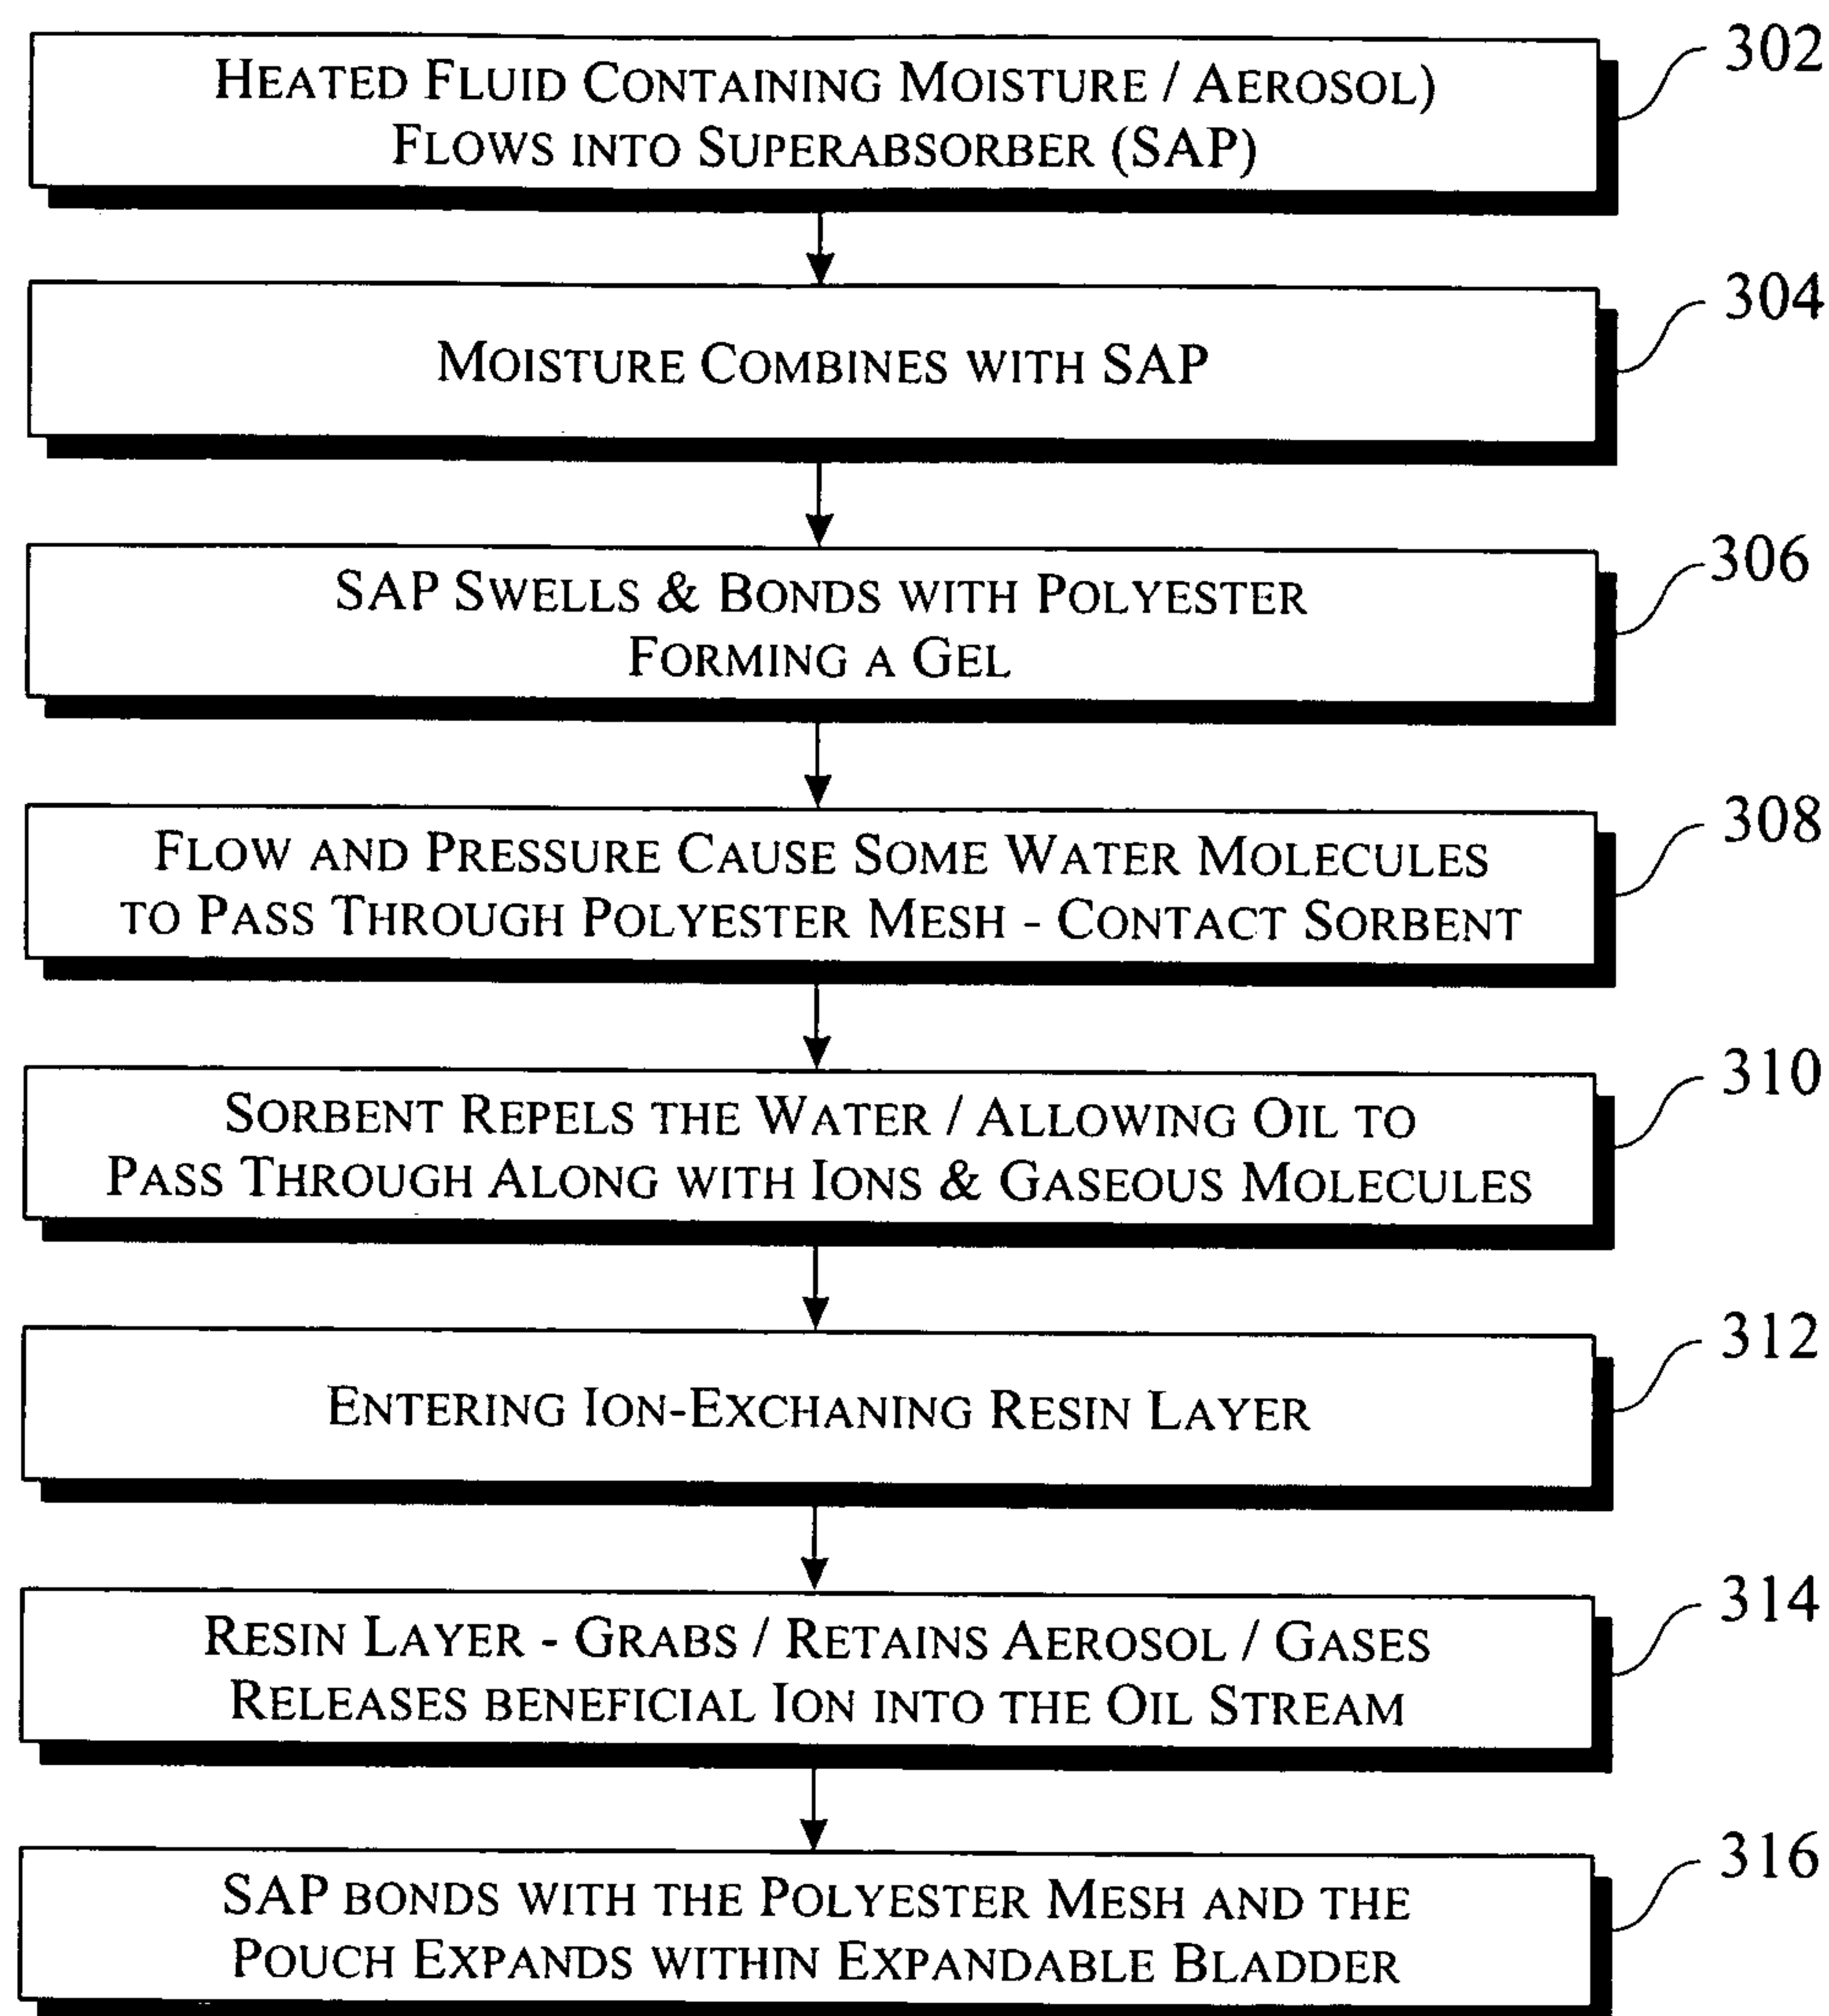 HEATED FLUID CONTAINING MOISTURE / AEROSOL)
FLOWS INTO SUPERABSORBER (SAP)
302
MOISTURE COMBINES WITH SAP
304
SAP SWELLS & BONDS WITH POLYESTER
FORMING A GEL
306
FLOW AND PRESSURE CAUSE SOME WATER MOLECULES
TO PASS THROUGH POLYESTER MESH - CONTACT SORBENT
308
SORBENT REPELS THE WATER / ALLOWING OIL TO
PASS THROUGH ALONG WITH IONS & GASEOUS MOLECULES
310
ENTERING ION-EXCHANING RESIN LAYER
312
RESIN LAYER - GRABS / RETAINS AEROSOL / GASES
RELEASES BENEFICIAL ION INTO THE OIL STREAM
314
SAP BONDS WITH THE POLYESTER MESH AND THE
POUCH EXPANDS WITHIN EXPANDABLE BLADDER
316